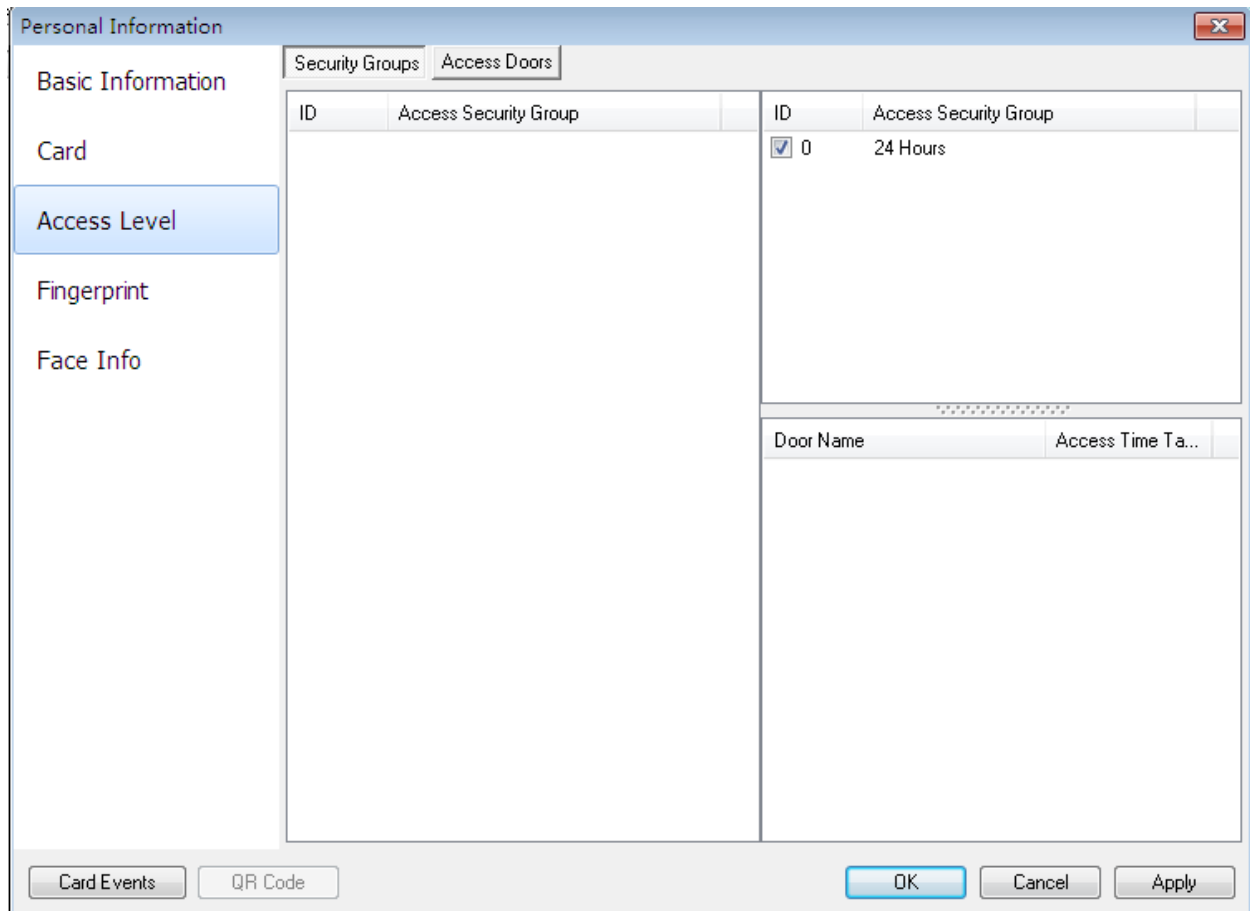 Personal Information
Basic Information
Card
Access Level
Fingerprint
Face Info
Security Groups Access Doors
ID Access Security Group
ID Access Security Group
0 24 Hours
Door Name Access Time Ta...
Card Events QR Code OK Cancel Apply